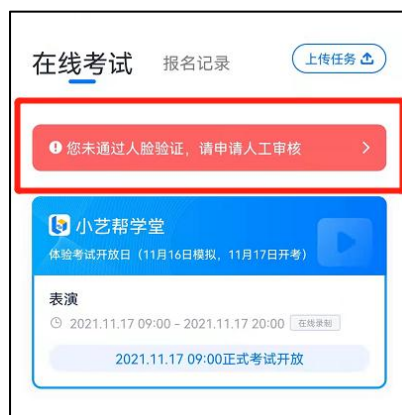 在线考试 报名记录 上传任务
您未通过人脸验证，请申请人工审核
小艺帮学堂
体验考试开放日（11月16日模拟，11月17日开考）
表演
2021.11.17 09:00 - 2021.11.17 20:00 在线录制
2021.11.17 09:00正式考试开放